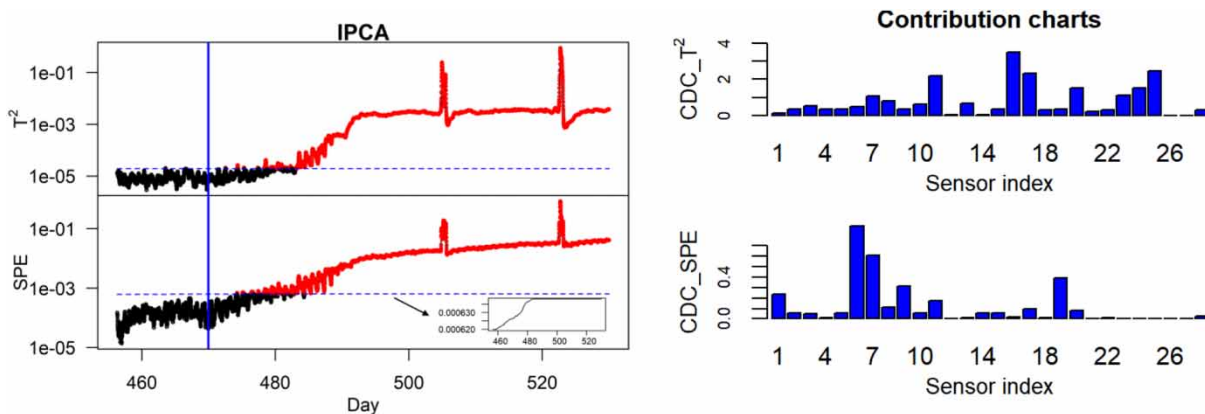 IPCA
T²
1e-01
1e-03
1e-05
SPE
1e-01
1e-03
1e-05
0.000630
0.000620
460 480 500 520
460 480 500 520
Day
Contribution charts
CDC_T²
4
2
0
1 4 7 10 14 18 22 26
Sensor index
CDC_SPE
0.4
0.0
1 4 7 10 14 18 22 26
Sensor index